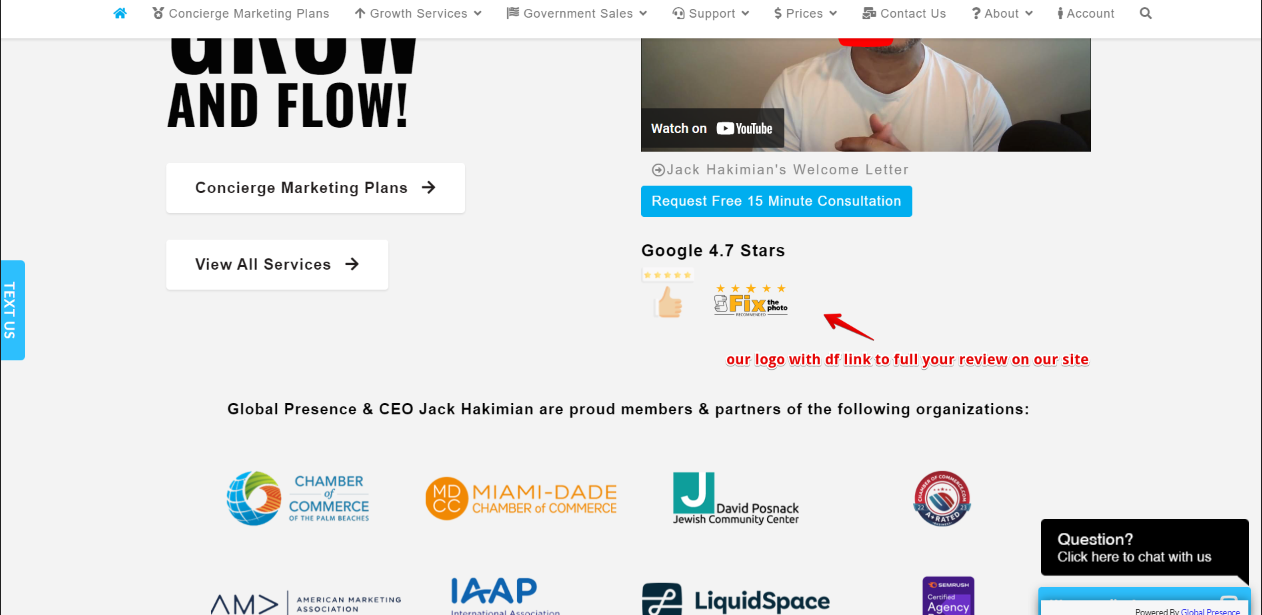 Concierge Marketing Plans Growth Services Government Sales Support Prices Contact Us About Account
GROW
AND FLOW!
Watch on YouTube
Jack Hakimian's Welcome Letter
Concierge Marketing Plans
Request Free 15 Minute Consultation
Google 4.7 Stars
View All Services
TEXT US
Fix the photo
RECOMMENDED
our logo with df link to full your review on our site
Global Presence & CEO Jack Hakimian are proud members & partners of the following organizations:
CHAMBER
of
COMMERCE
OF THE PALM BEACHES
MD
CC
MIAMI-DADE
CHAMBER of COMMERCE
J
David Posnack
Jewish Community Center
CHAMBER OF COMMERCE.COM
22 23
A+ RATED
Question?
Click here to chat with us
AMERICAN MARKETING
ASSOCIATION
IAAP
International Association
LiquidSpace
SEMRUSH
Certified
Agency
Powered By Global Presence